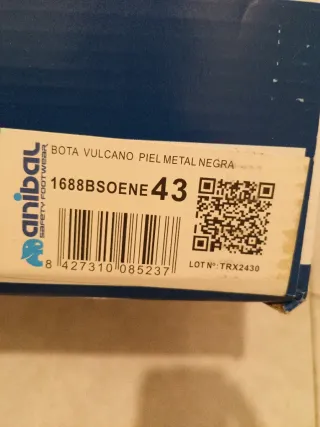 anibal
SAFETY FOOTWEAR
BOTA VULCANO PIEL METAL NEGRA
1688BSOENE 43
8 427310 085237
LOT Nº: TRX2430